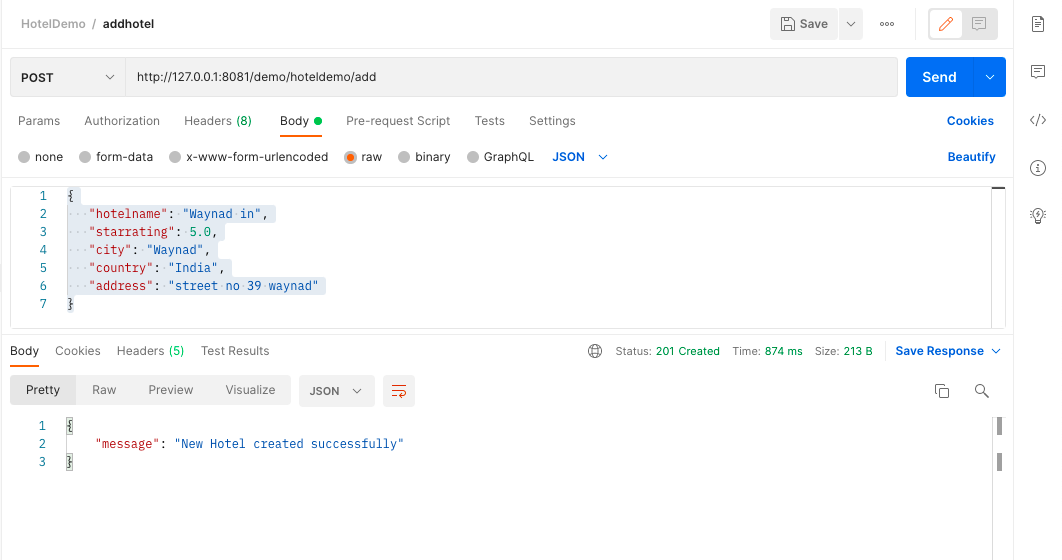 HotelDemo / addhotel
Save
POST
http://127.0.0.1:8081/demo/hoteldemo/add
Send
Params Authorization Headers (8) Body Pre-request Script Tests Settings Cookies
none form-data x-www-form-urlencoded raw binary GraphQL JSON Beautify
1 {
2 "hotelname": "Waynad in",
3 "starrating": 5.0,
4 "city": "Waynad",
5 "country": "India",
6 "address": "street no 39 waynad"
7 }
Body Cookies Headers (5) Test Results Status: 201 Created Time: 874 ms Size: 213 B Save Response
Pretty Raw Preview Visualize JSON
1 {
2 "message": "New Hotel created successfully"
3 }